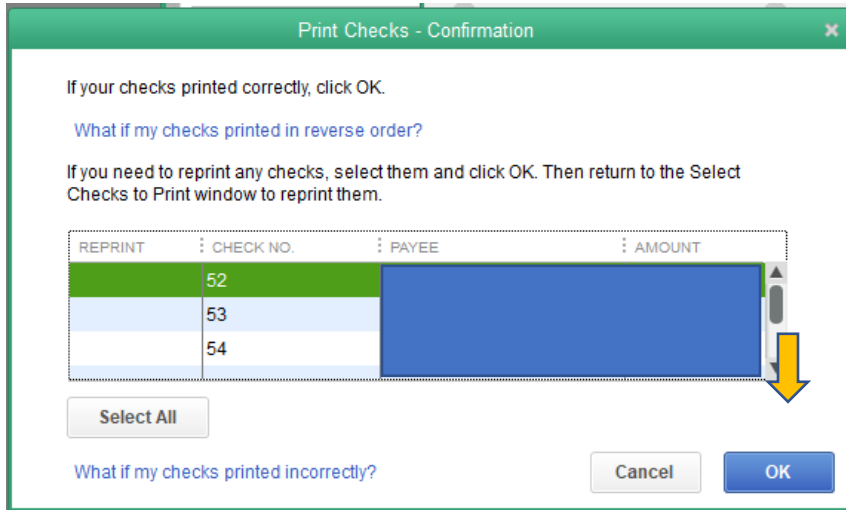 Print Checks - Confirmation
If your checks printed correctly, click OK.
What if my checks printed in reverse order?
If you need to reprint any checks, select them and click OK. Then return to the Select
Checks to Print window to reprint them.
REPRINT CHECK NO. PAYEE AMOUNT
52
53
54
Select All
What if my checks printed incorrectly?
Cancel OK